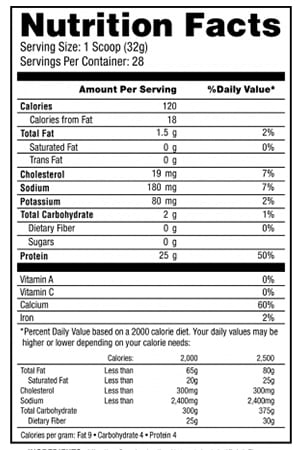 Nutrition Facts
Serving Size: 1 Scoop (32g)
Servings Per Container: 28
Amount Per Serving %Daily Value*
Calories 120
Calories from Fat 18
Total Fat 1.5 g 2%
Saturated Fat 0 g 0%
Trans Fat 0 g
Cholesterol 19 mg 7%
Sodium 180 mg 7%
Potassium 80 mg 2%
Total Carbohydrate 2 g 1%
Dietary Fiber 0 g 0%
Sugars 0 g
Protein 25 g 50%
Vitamin A 0%
Vitamin C 0%
Calcium 60%
Iron 2%
*Percent Daily Value based on a 2000 calorie diet. Your daily values may be
higher or lower depending on your calorie needs:
Calories: 2,000 2,500
Total Fat Less than 65g 80g
Saturated Fat Less than 20g 25g
Cholesterol Less than 300mg 300mg
Sodium Less than 2,400mg 2,400mg
Total Carbohydrate 300g 375g
Dietary Fiber 25g 30g
Calories per gram: Fat 9 • Carbohydrate 4 • Protein 4